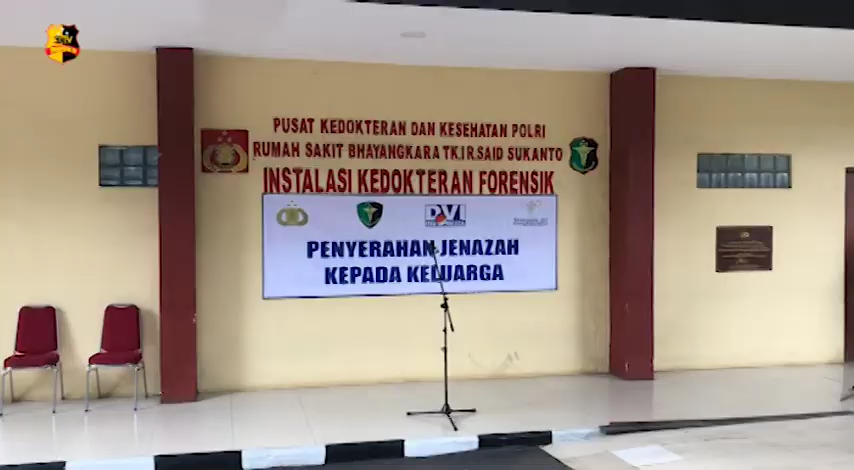 PUSAT KEDOKTERAN DAN KESEHATAN POLRI
RUMAH SAKIT BHAYANGKARA TK.I R.SAID SUKANTO
INSTALASI KEDOKTERAN FORENSIK
DVI
PENYERAHAN JENAZAH
KEPADA KELUARGA